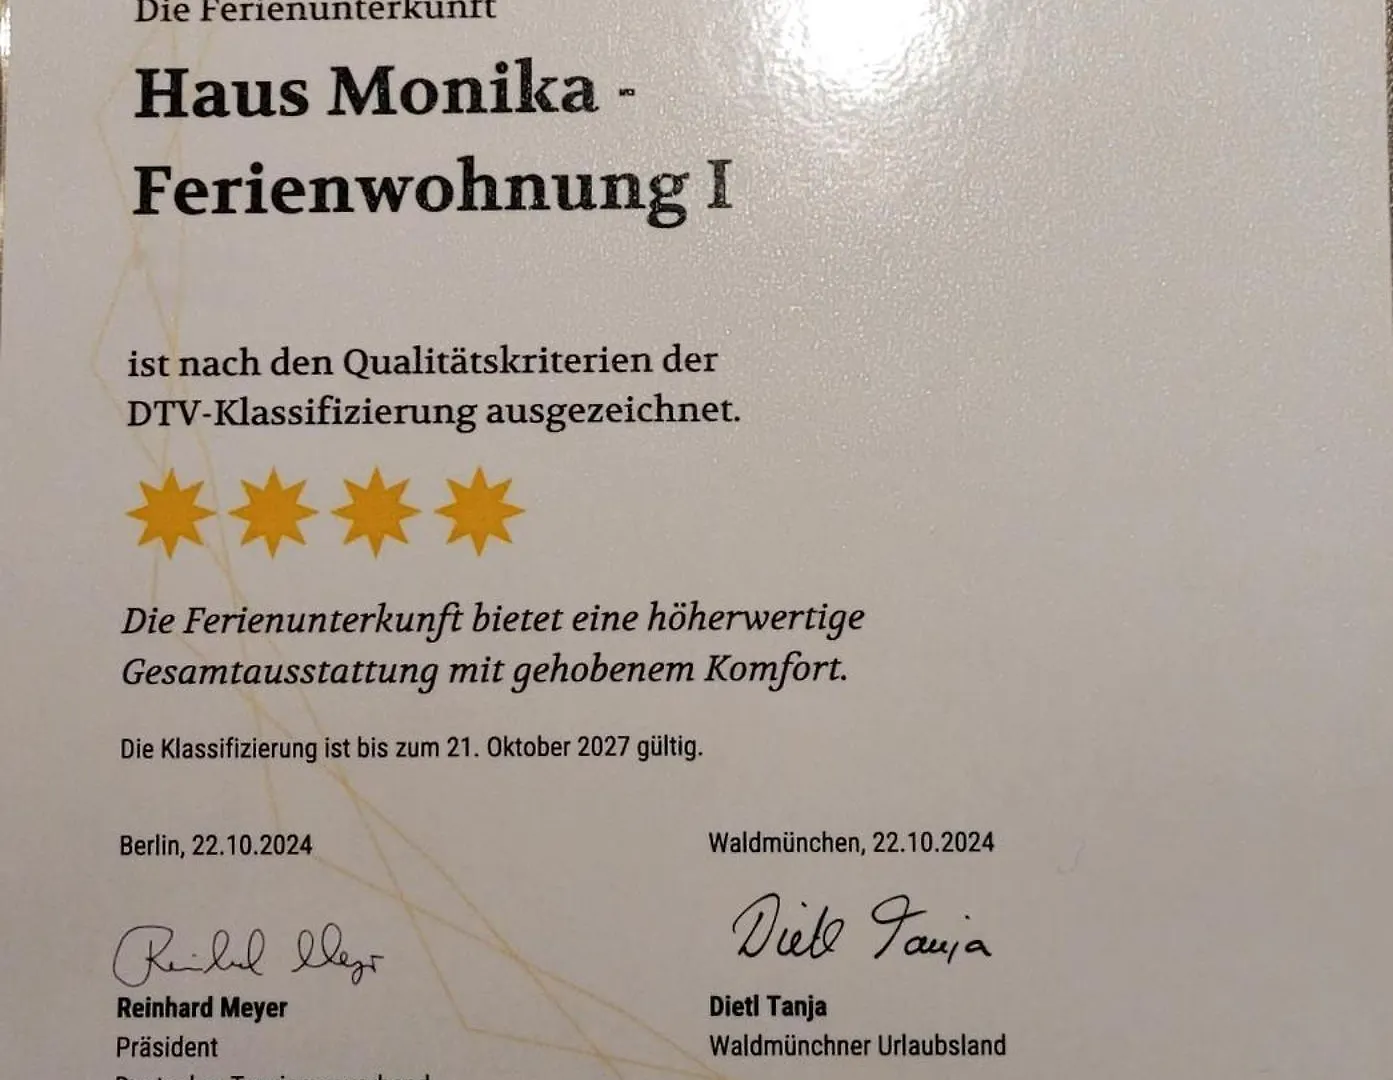 Die Ferienunterkunft
Haus Monika -
Ferienwohnung I
ist nach den Qualitätskriterien der
DTV-Klassifizierung ausgezeichnet.
Die Ferienunterkunft bietet eine höherwertige
Gesamtausstattung mit gehobenem Komfort.
Die Klassifizierung ist bis zum 21. Oktober 2027 gültig.
Berlin, 22.10.2024
Waldmünchen, 22.10.2024
Reinhard Meyer
Dietl Tanja
Reinhard Meyer
Dietl Tanja
Präsident
Waldmünchner Urlaubsland